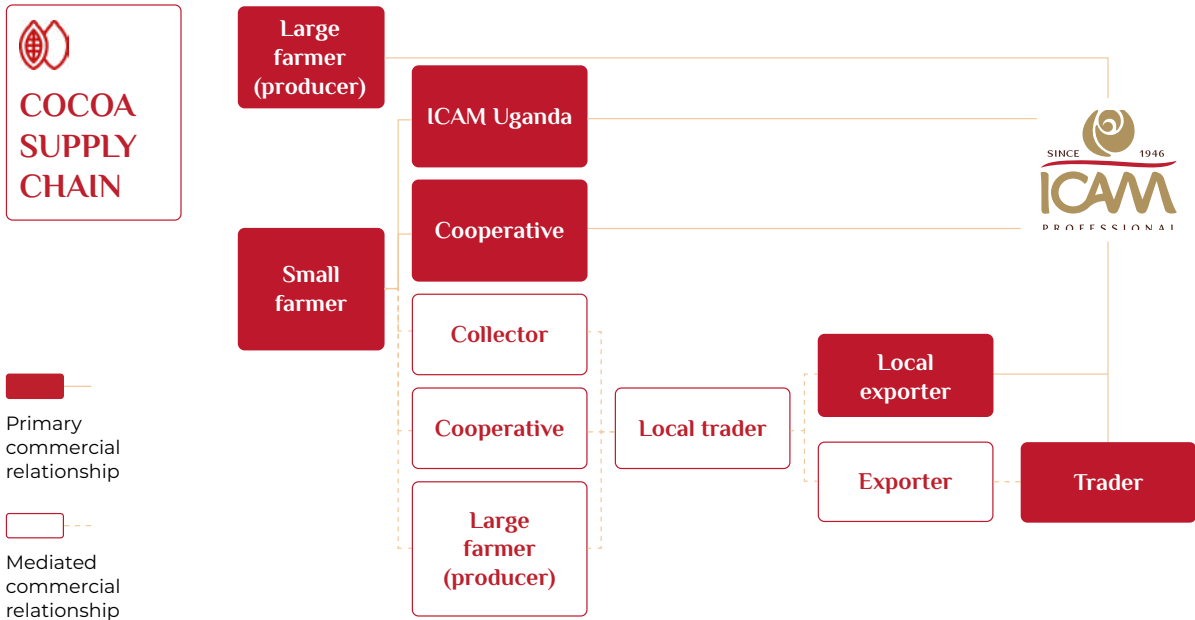 COCOA
SUPPLY
CHAIN
Large
farmer
(producer)
ICAM Uganda
SINCE 1946
ICAM
PROFESSIONAL
Cooperative
Small
farmer
Collector
Local
exporter
Cooperative
Local trader
Exporter
Trader
Large
farmer
(producer)
Primary
commercial
relationship
Mediated
commercial
relationship